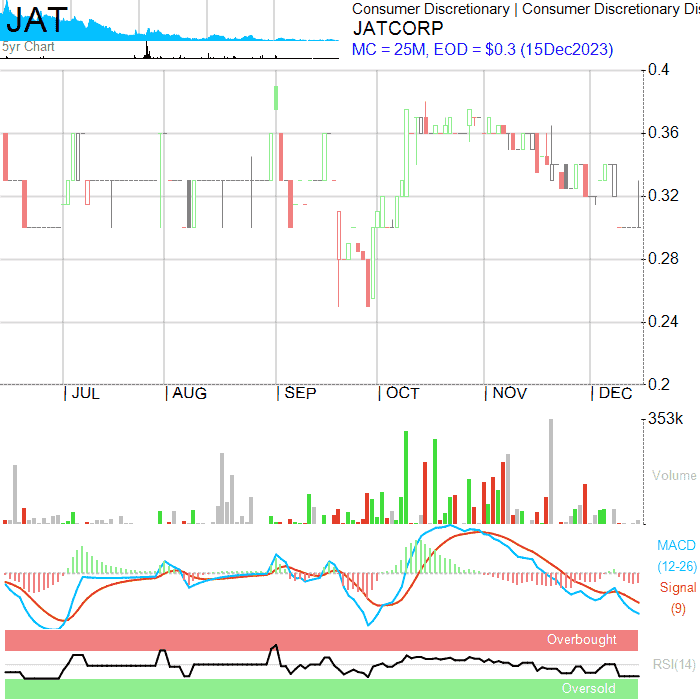 JAT
5yr Chart
Consumer Discretionary | Consumer Discretionary Dis
JATCORP
MC = 25M, EOD = $0.3 (15Dec2023)
0.4
0.36
0.32
0.28
0.24
0.2
JUL AUG SEP OCT NOV DEC
353k
Volume
MACD
(12-26)
Signal
(9)
Overbought
RSI(14)
Oversold